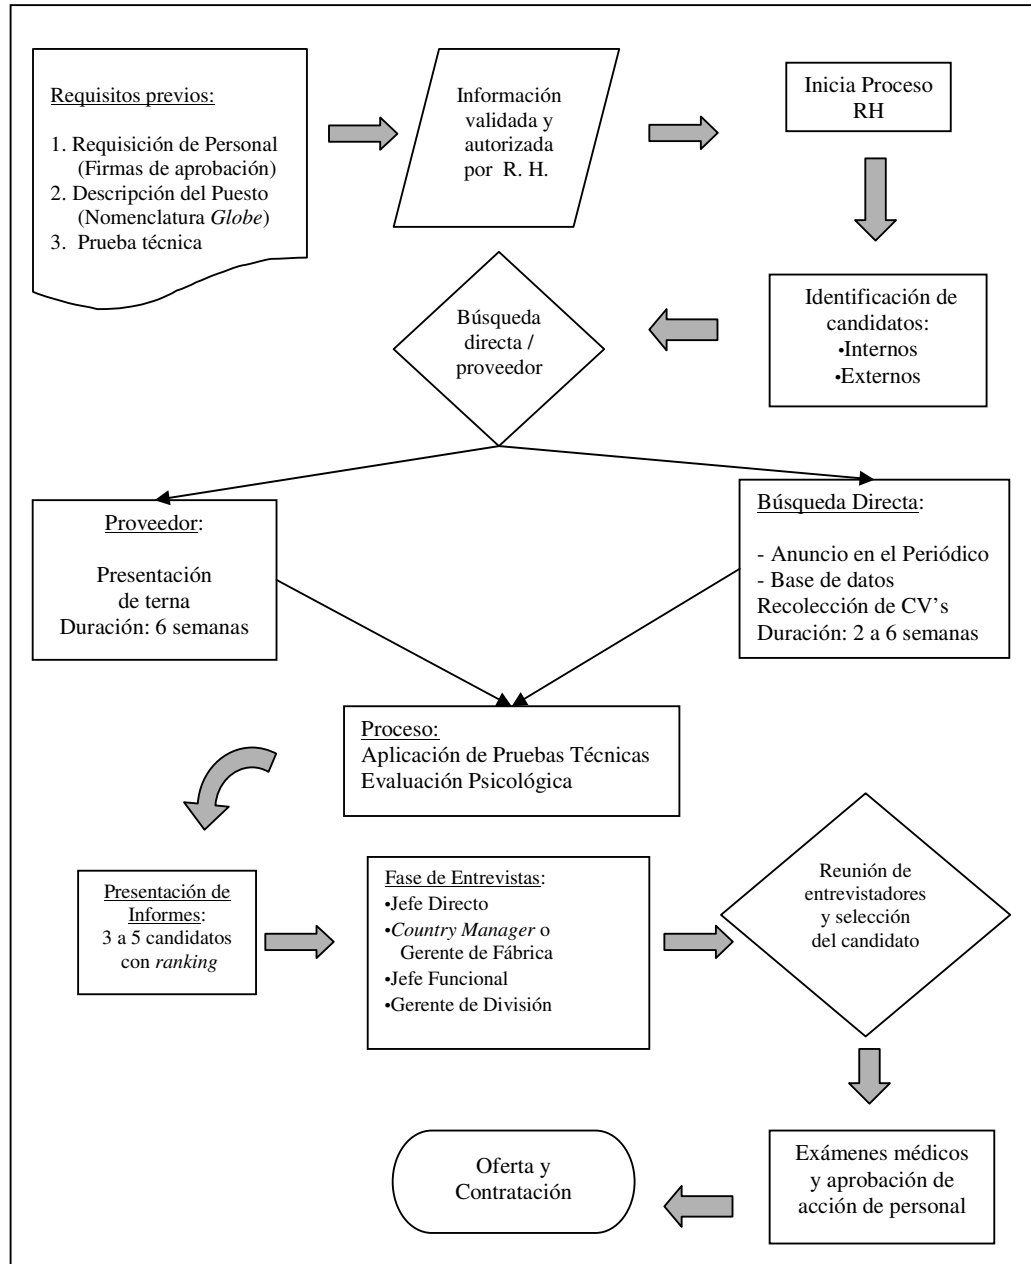 Requisitos previos:
1. Requisición de Personal
(Firmas de aprobación)
2. Descripción del Puesto
(Nomenclatura Globe)
3. Prueba técnica
Información
validada y
autorizada
por R. H.
Inicia Proceso
RH
Identificación de
candidatos:
•Internos
•Externos
Búsqueda
directa /
proveedor
Proveedor:
Presentación
de terna
Duración: 6 semanas
Búsqueda Directa:
- Anuncio en el Periódico
- Base de datos
Recolección de CV's
Duración: 2 a 6 semanas
Proceso:
Aplicación de Pruebas Técnicas
Evaluación Psicológica
Presentación de
Informes:
3 a 5 candidatos
con ranking
Fase de Entrevistas:
•Jefe Directo
•Country Manager o
Gerente de Fábrica
•Jefe Funcional
•Gerente de División
Reunión de
entrevistadores
y selección
del candidato
Exámenes médicos
y aprobación de
acción de personal
Oferta y
Contratación